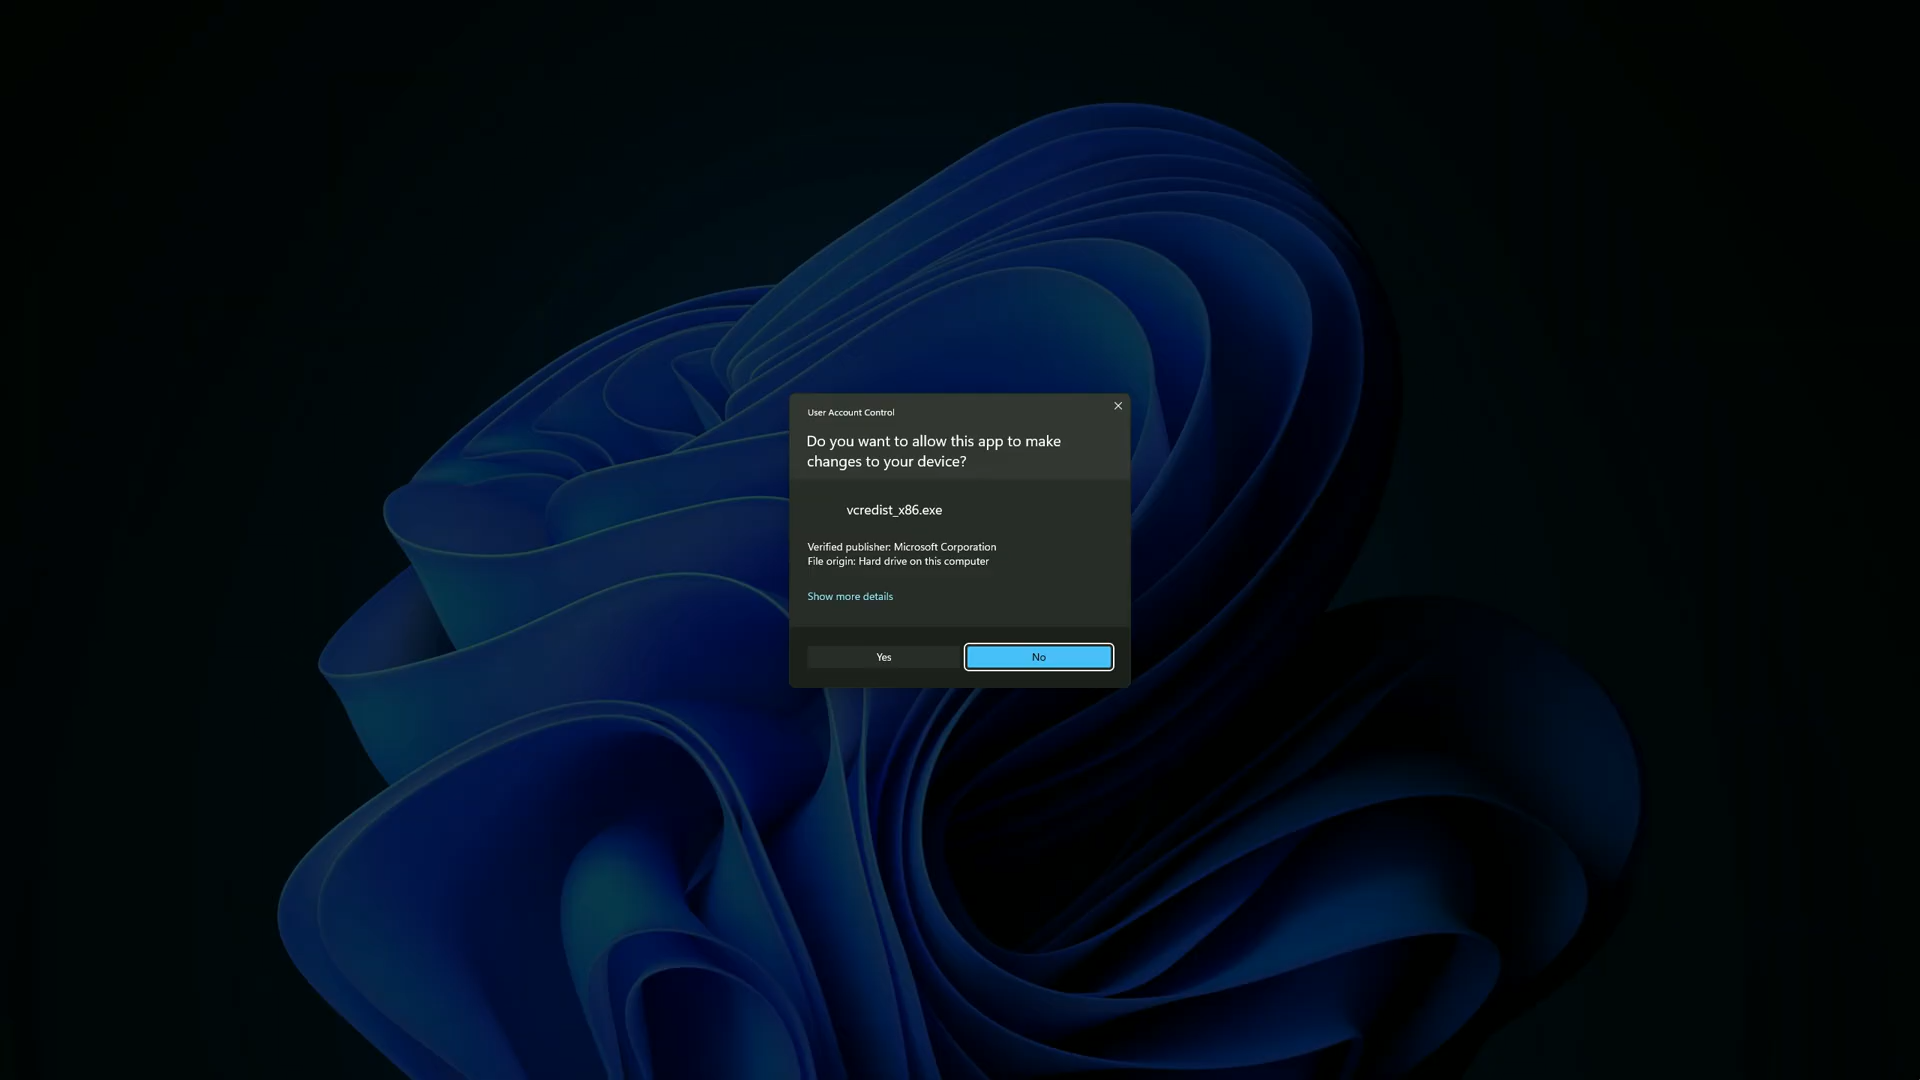 User Account Control
Do you want to allow this app to make
changes to your device?
vcredist_x86.exe
Verified publisher: Microsoft Corporation
File origin: Hard drive on this computer
Show more details
Yes
No